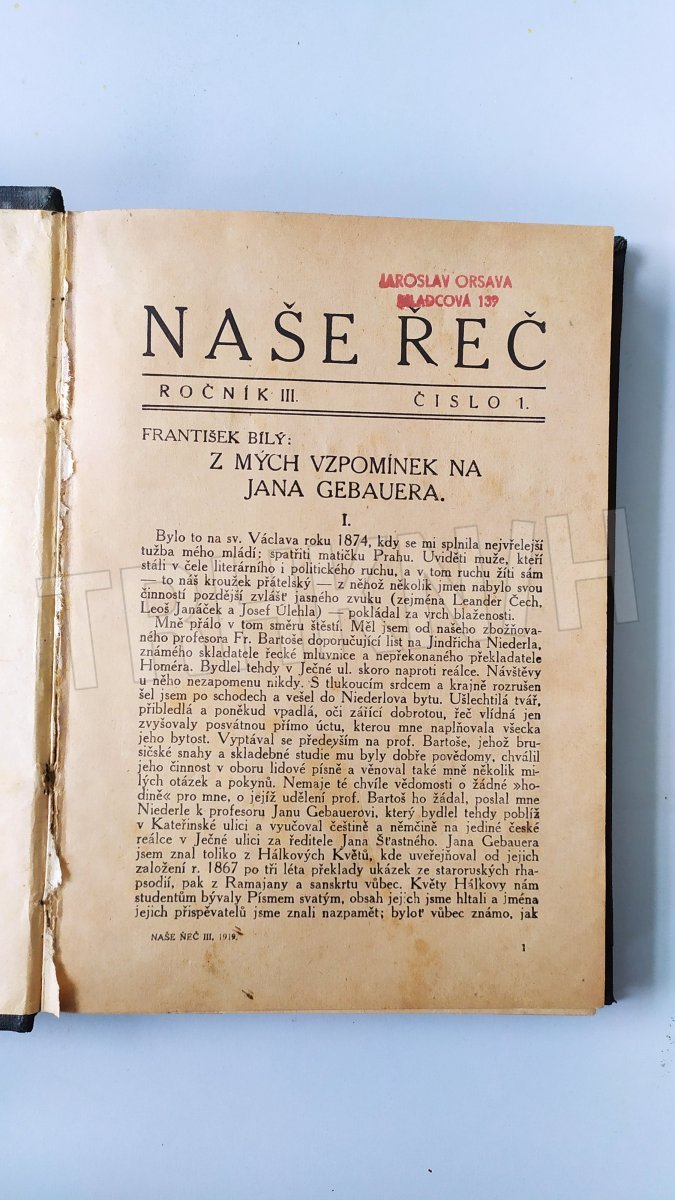 JAROSLAV ORSAVA
MLADCOVÁ 139
NAŠE ŘEČ
ROČNÍK III. ČISLO 1.
FRANTIŠEK BÍLÝ:
Z MÝCH VZPOMÍNEK NA
JANA GEBAUERA.
I.
Bylo to na sv. Václava roku 1874, kdy se mi splnila nejvřelejší
tužba mého mládí: spatřiti matičku Prahu. Uviděti muže, kteří
stáli v čele literárního i politického ruchu, a v tom ruchu žíti sám
— to náš kroužek přátelský — z něhož několik jmen nabylo svou
činností pozdější zvlášť jasného zvuku (zejména Leander Čech,
Leoš Janáček a Josef Úlehla) — pokládal za vrch blaženosti.
Mně přálo v tom směru štěstí. Měl jsem od našeho zbožňova-
ného profesora Fr. Bartoše doporučující list na Jindřicha Niederla,
známého skladatele řecké mluvnice a nepřekonaného překladatele
Homéra. Bydlel tehdy v Ječné ul. skoro naproti reálce. Návštěvy
u něho nezapomenu nikdy. S tlukoucím srdcem a krajně rozrušen
šel jsem po schodech a vešel do Niederlova bytu. Ušlechtilá tvář,
přibledlá a poněkud vpadlá, oči zářící dobrotou, řeč vlídná jen
zvyšovaly posvátnou přímo úctu, kterou mne naplňovala všecka
jeho bytost. Vyptával se především na prof. Bartoše, jehož bru-
sičské snahy a skladebné studie mu byly dobře povědomy, chválil
jeho činnost v oboru lidové písně a věnoval také mně několik mi-
lých otázek a pokynů. Nemaje té chvíle vědomosti o žádné »ho-
dině« pro mne, o jejíž udělení prof. Bartoš ho žádal, poslal mne
Niederle k profesoru Janu Gebauerovi, který bydlel tehdy poblíž
v Kateřinské ulici a vyučoval češtině a němčině na jediné české
reálce v Ječné ulici za ředitele Jana Šťastného. Jana Gebauera
jsem znal toliko z Hálkových Květů, kde uveřejňoval od jejich
založení r. 1867 po tři léta překlady ukázek ze staroruských rha-
psodií, pak z Ramajany a sanskrtu vůbec. Květy Hálkovy nám
studentům bývaly Písmem svatým, obsah jejich jsme hltali a jména
jejich přispěvatelů jsme znali nazpamět; byloť vůbec známo, jak
NAŠE ŘEČ III. 1919.
1